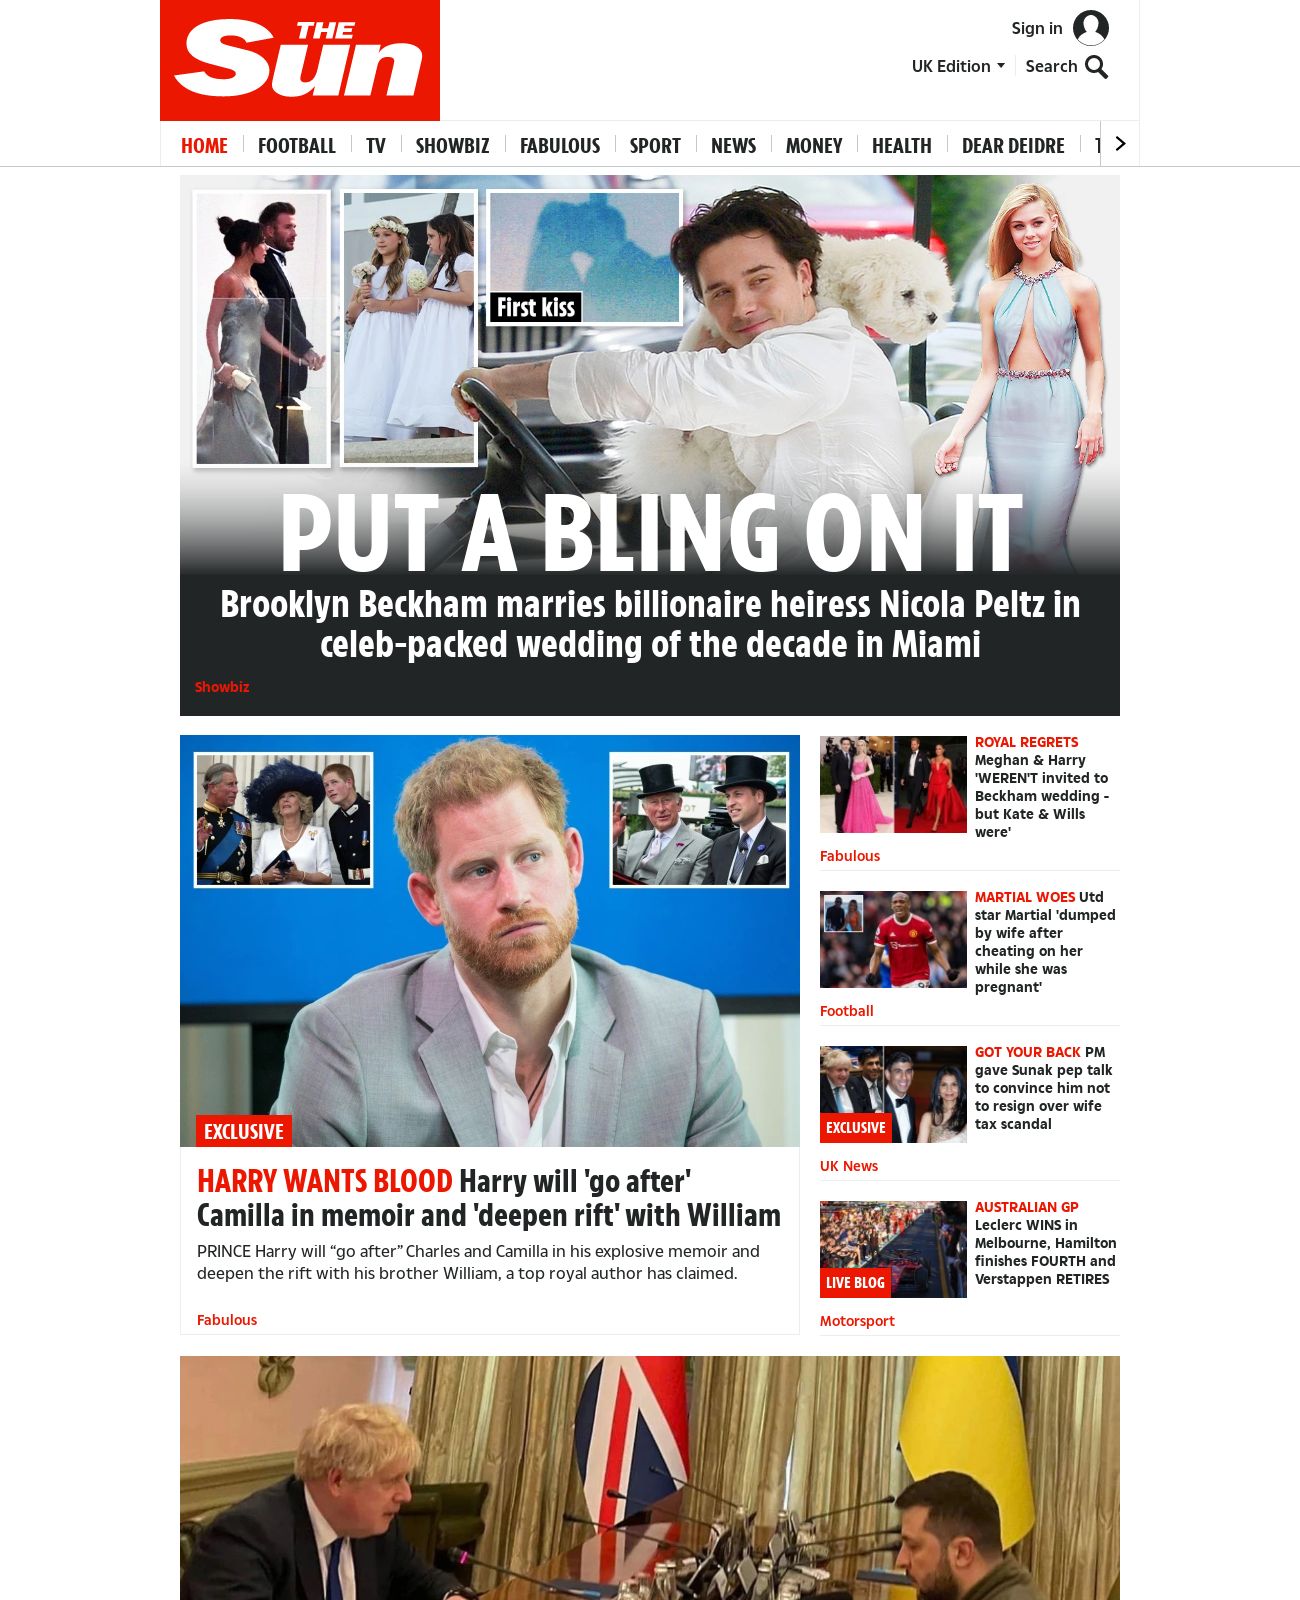 THE
Sun
Sign in
UK Edition
Search
HOME
FOOTBALL
TV
SHOWBIZ
FABULOUS
SPORT
NEWS
MONEY
HEALTH
DEAR DEIDRE
First kiss
PUT A BLING ON IT
Brooklyn Beckham marries billionaire heiress Nicola Peltz in
celeb-packed wedding of the decade in Miami
Showbiz
EXCLUSIVE
HARRY WANTS BLOOD Harry will 'go after'
Camilla in memoir and 'deepen rift' with William
PRINCE Harry will “go after” Charles and Camilla in his explosive memoir and
deepen the rift with his brother William, a top royal author has claimed.
Fabulous
ROYAL REGRETS
Meghan & Harry
'WEREN'T invited to
Beckham wedding -
but Kate & Wills
were'
Fabulous
MARTIAL WOES Utd
star Martial 'dumped
by wife after
cheating on her
while she was
pregnant'
Football
EXCLUSIVE
GOT YOUR BACK PM
gave Sunak pep talk
to convince him not
to resign over wife
tax scandal
UK News
LIVE BLOG
AUSTRALIAN GP
Leclerc WINS in
Melbourne, Hamilton
finishes FOURTH and
Verstappen RETIRES
Motorsport